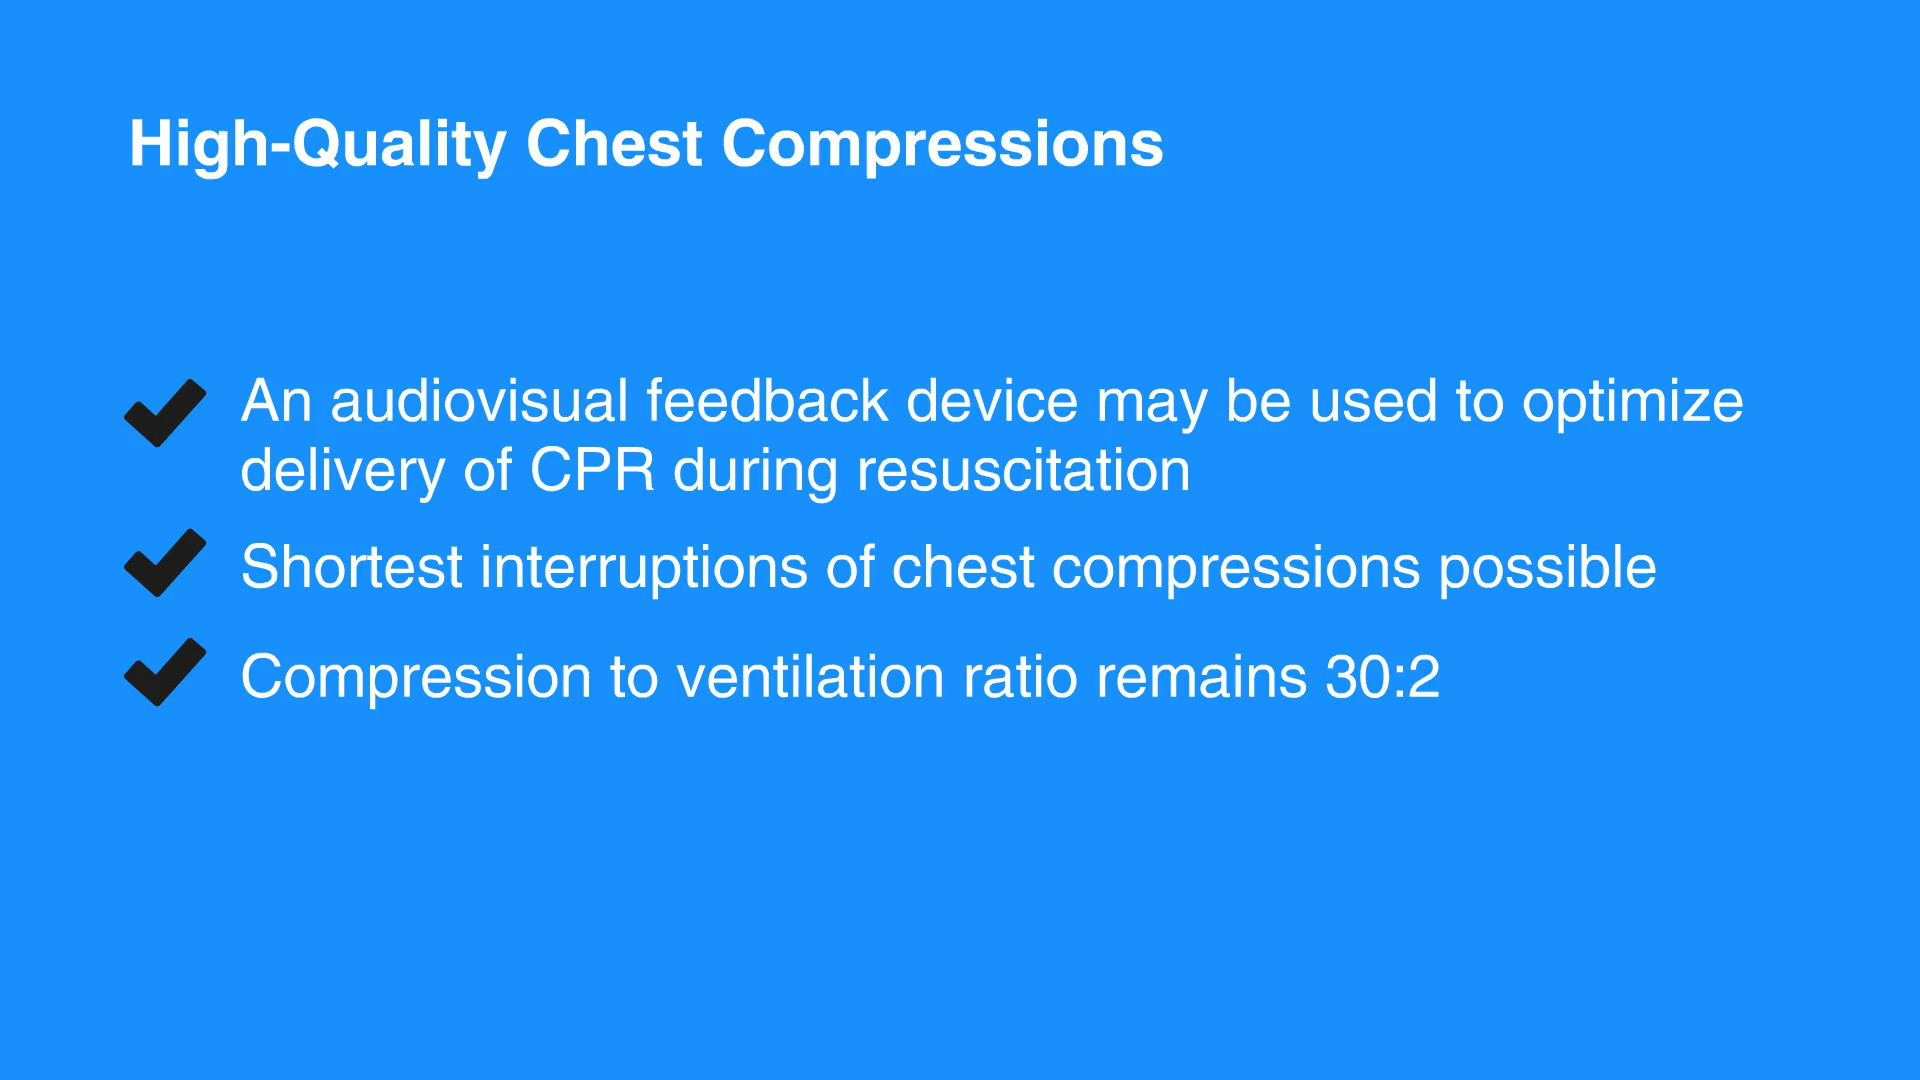 High-Quality Chest Compressions
An audiovisual feedback device may be used to optimize
delivery of CPR during resuscitation
Shortest interruptions of chest compressions possible
Compression to ventilation ratio remains 30:2